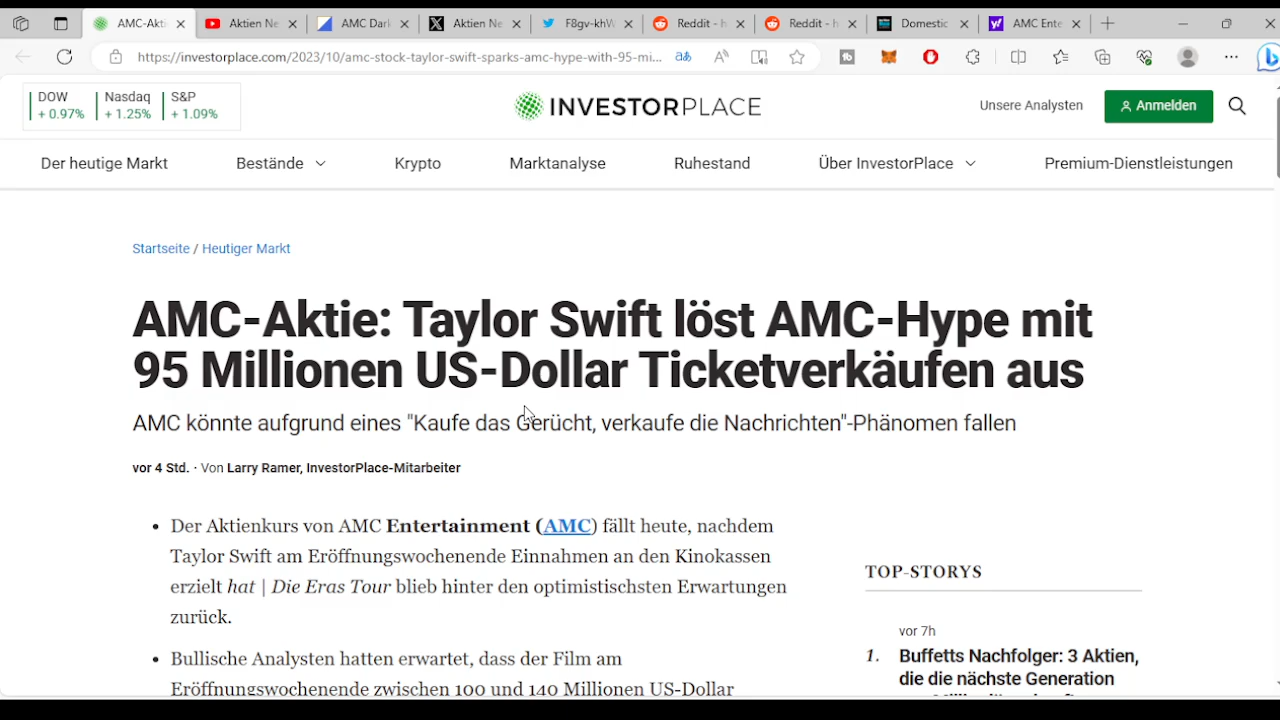 AMC-Akti
Aktien Ne
AMC Dar
Aktien Ne
F8gv-khW
Reddit - h
Reddit - h
Domestic
AMC Ente
https://investorplace.com/2023/10/amc-stock-taylor-swift-sparks-amc-hype-with-95-mi...
DOW Nasdaq S&P
+ 0.97% + 1.25% + 1.09%
INVESTORPLACE
Unsere Analysten
Anmelden
Der heutige Markt Bestände Krypto Marktanalyse Ruhestand Über InvestorPlace Premium-Dienstleistungen
Startseite / Heutiger Markt
AMC-Aktie: Taylor Swift löst AMC-Hype mit
95 Millionen US-Dollar Ticketverkäufen aus
AMC könnte aufgrund eines "Kaufe das Gerücht, verkaufe die Nachrichten"-Phänomen fallen
vor 4 Std. · Von Larry Ramer, InvestorPlace-Mitarbeiter
• Der Aktienkurs von AMC Entertainment (AMC) fällt heute, nachdem
Taylor Swift am Eröffnungswochenende Einnahmen an den Kinokassen
erzielt hat | Die Eras Tour blieb hinter den optimistischsten Erwartungen
zurück.
• Bullische Analysten hatten erwartet, dass der Film am
Eröffnungswochenende zwischen 100 und 140 Millionen US-Dollar
TOP-STORYS
vor 7h
1. Buffetts Nachfolger: 3 Aktien,
die die nächste Generation